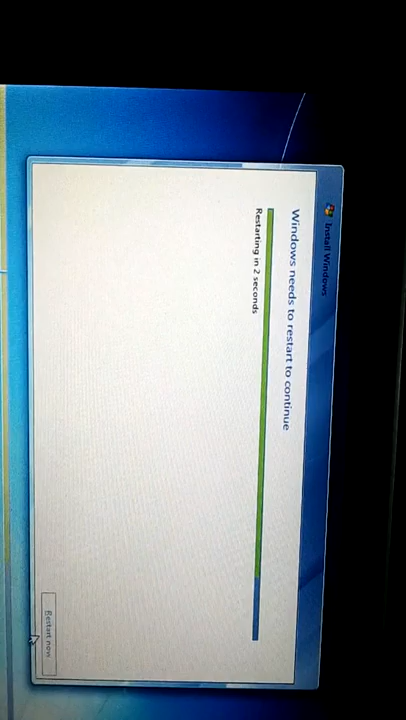 Install Windows
Windows needs to restart to continue
Restarting in 2 seconds
Restart now